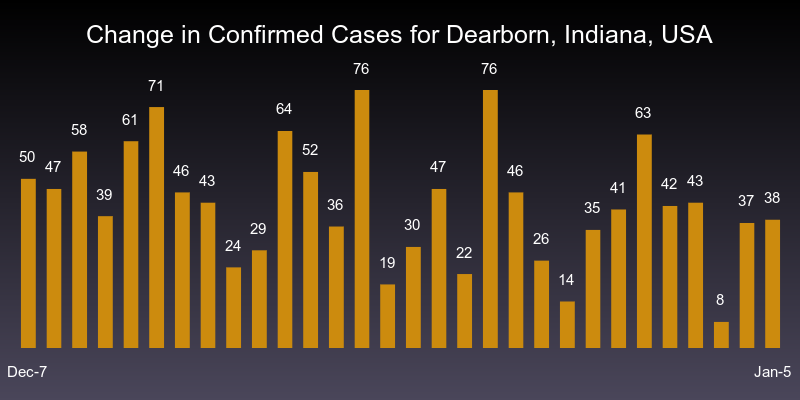 Change in Confirmed Cases for Dearborn, Indiana, USA
50 47 58 39 61 71 46 43 24 29 64 52 36 76 19 30 47 22 76 46 26 14 35 41 63 42 43 8 37 38
Dec-7 Jan-5